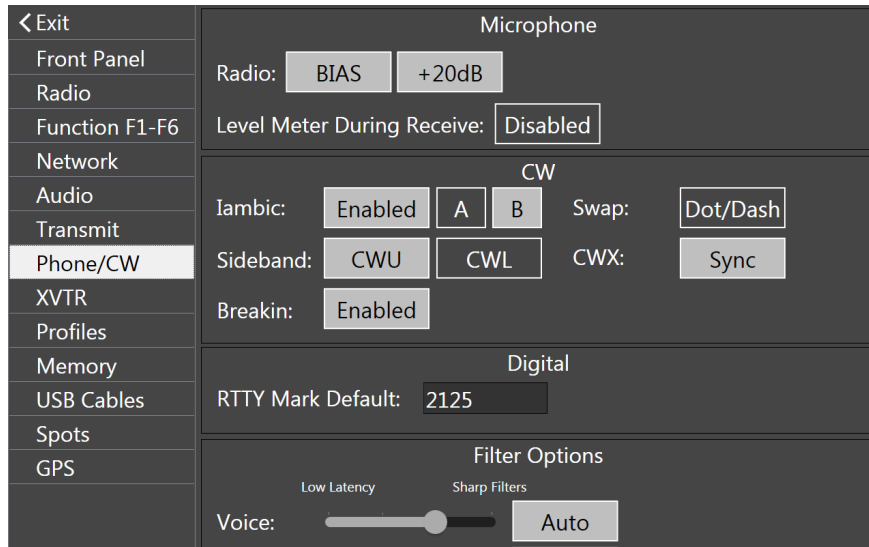 Exit
Front Panel
Radio
Function F1-F6
Network
Audio
Transmit
Phone/CW
XVTR
Profiles
Memory
USB Cables
Spots
GPS
Microphone
Radio: BIAS +20dB
Level Meter During Receive: Disabled
CW
Iambic: Enabled A B Swap: Dot/Dash
Sideband: CWU CWL CWX: Sync
Breakin: Enabled
Digital
RTTY Mark Default: 2125
Filter Options
Low Latency Sharp Filters
Voice: Auto